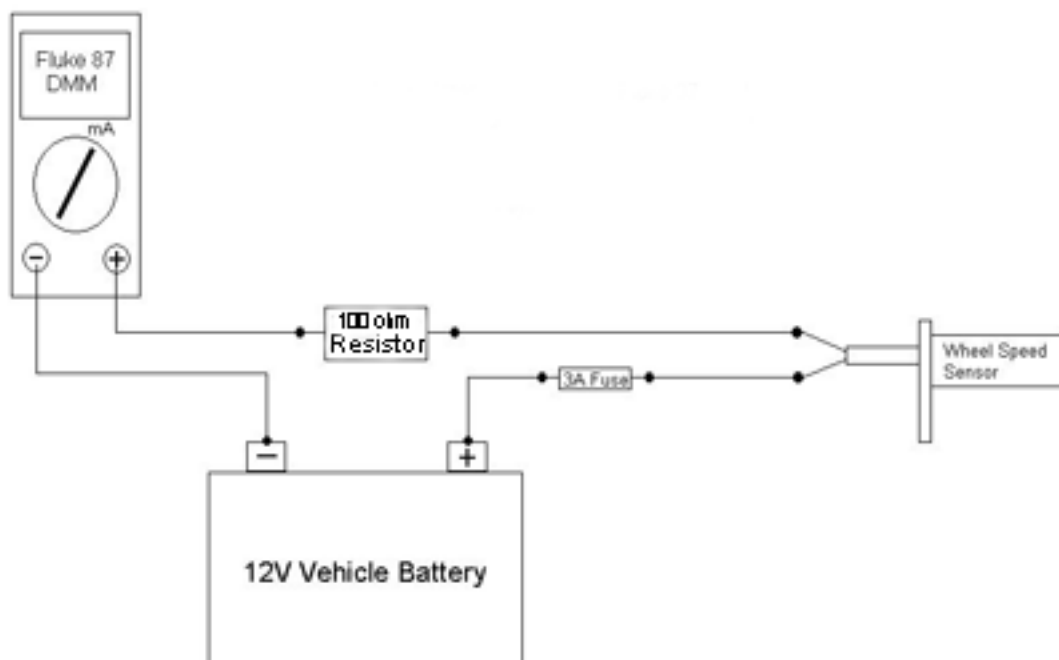 Fluke 87
DMM
mA
-
+
100 ohm
Resistor
3A Fuse
Wheel Speed
Sensor
-
+
12V Vehicle Battery